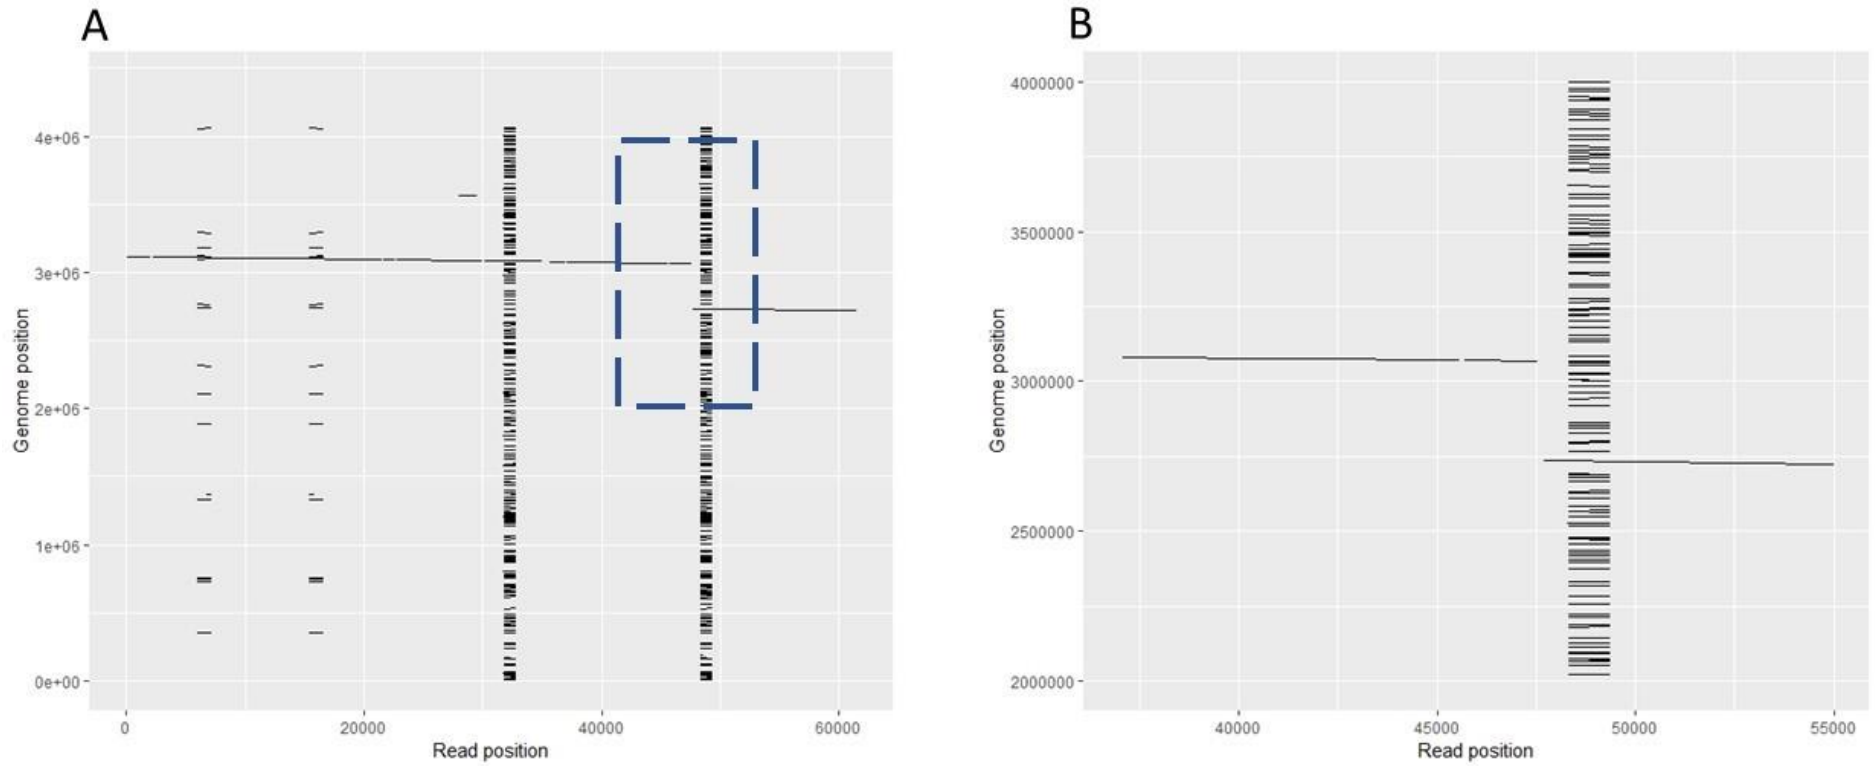 A
Genome position
4e+06
3e+06
2e+06
1e+06
0e+00
0
20000
40000
60000
Read position
B
Genome position
4000000
3500000
3000000
2500000
2000000
40000
45000
50000
55000
Read position